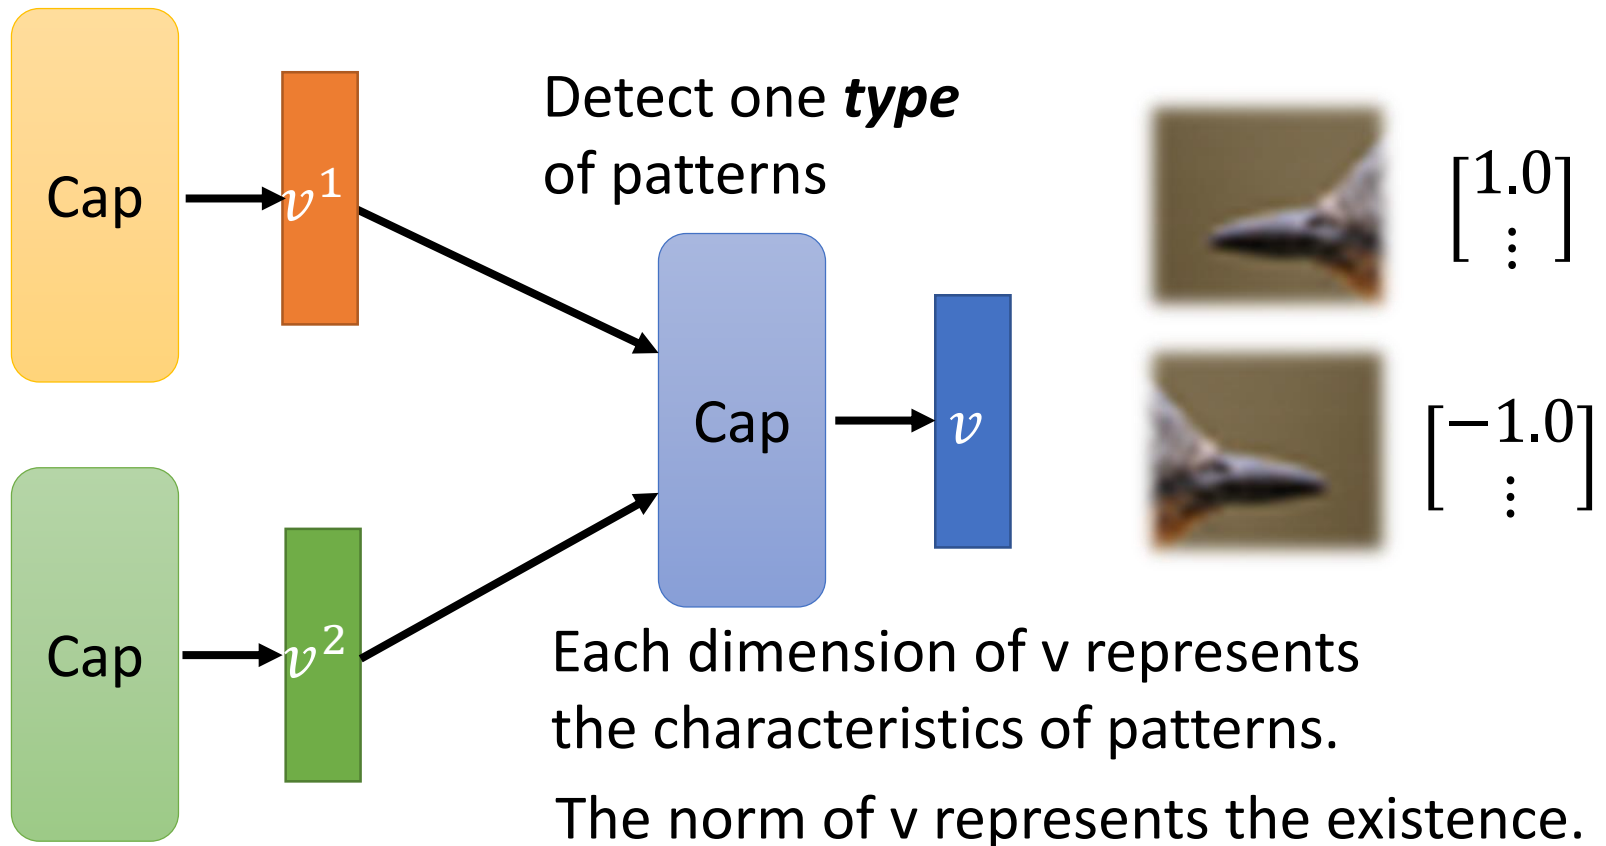 Cap
v¹
Detect one type
of patterns
[1.0
⋮]
Cap
v
[−1.0
⋮]
Cap
v²
Each dimension of v represents
the characteristics of patterns.
The norm of v represents the existence.